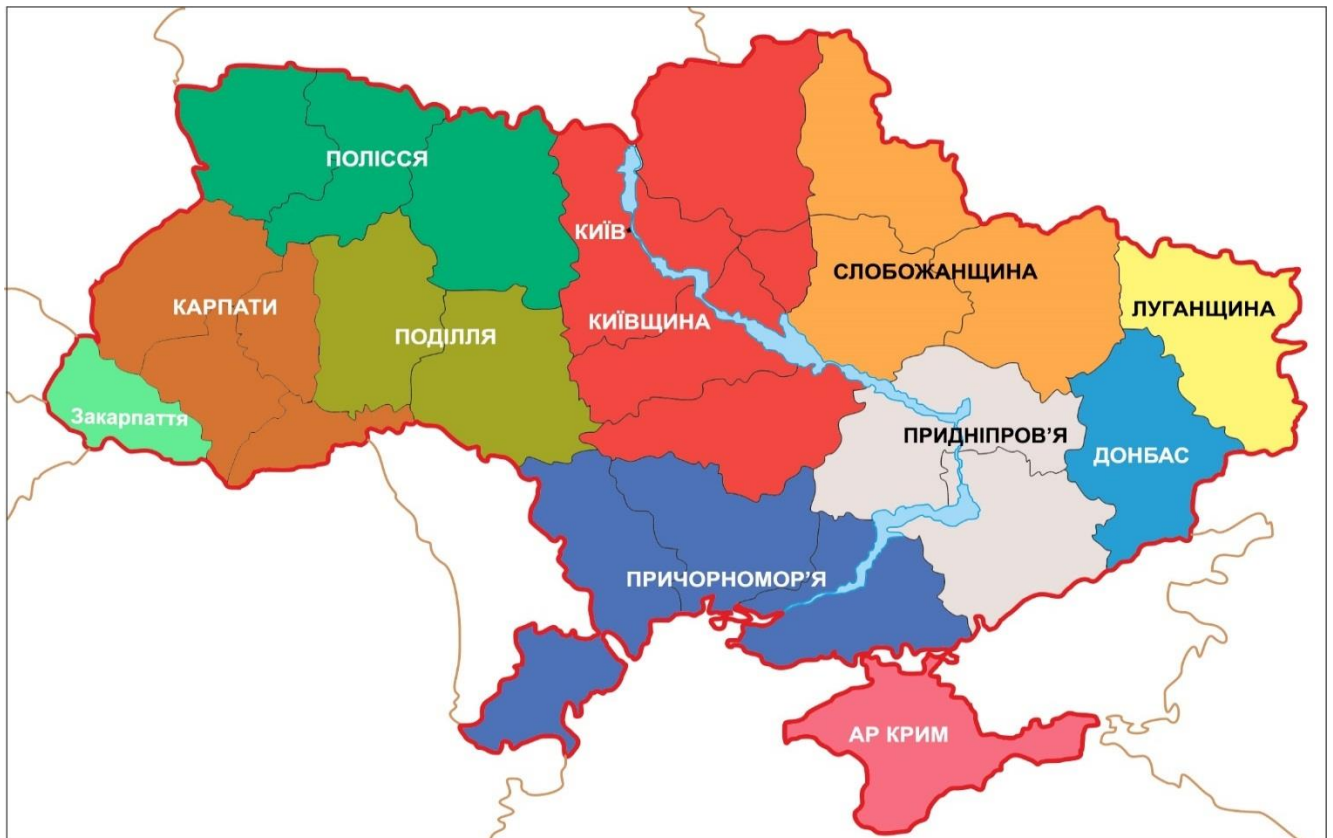 ПОЛІССЯ
КИЇВ
СЛОБОЖАНЩИНА
КАРПАТИ
ЛУГАНЩИНА
КИЇВЩИНА
ПОДІЛЛЯ
Закарпаття
ПРИДНІПРОВ’Я
ДОНБАС
ПРИЧОРНОМОР’Я
АР КРИМ